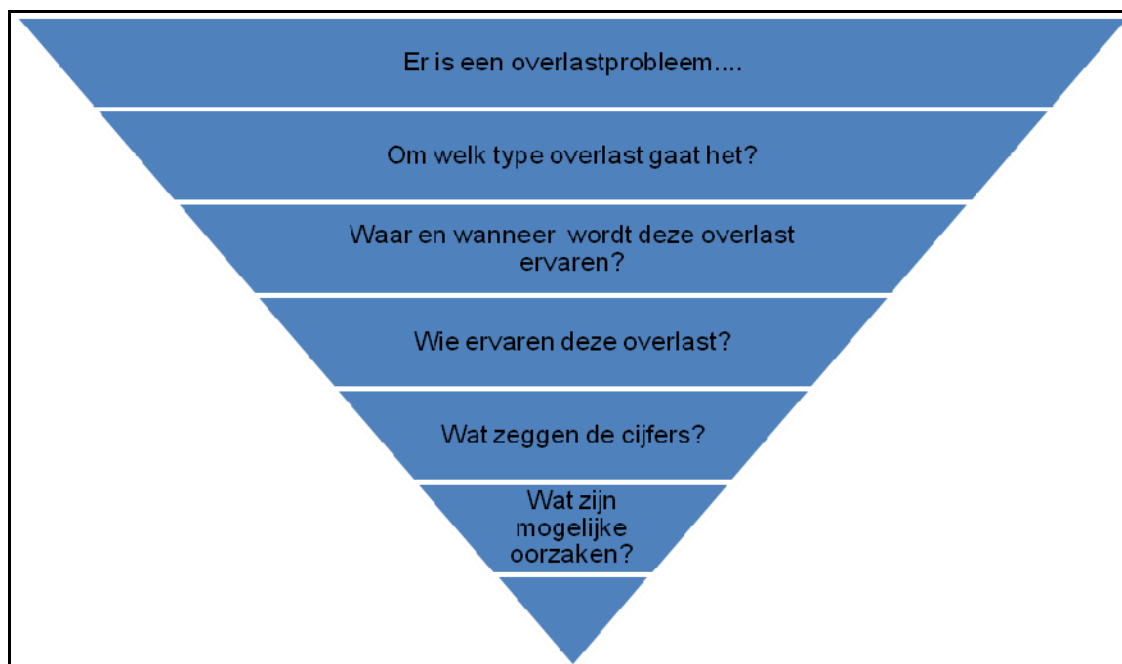 Er is een overlastprobleem....
Om welk type overlast gaat het?
Waar en wanneer wordt deze overlast
ervaren?
Wie ervaren deze overlast?
Wat zeggen de cijfers?
Wat zijn
mogelijke
oorzaken?